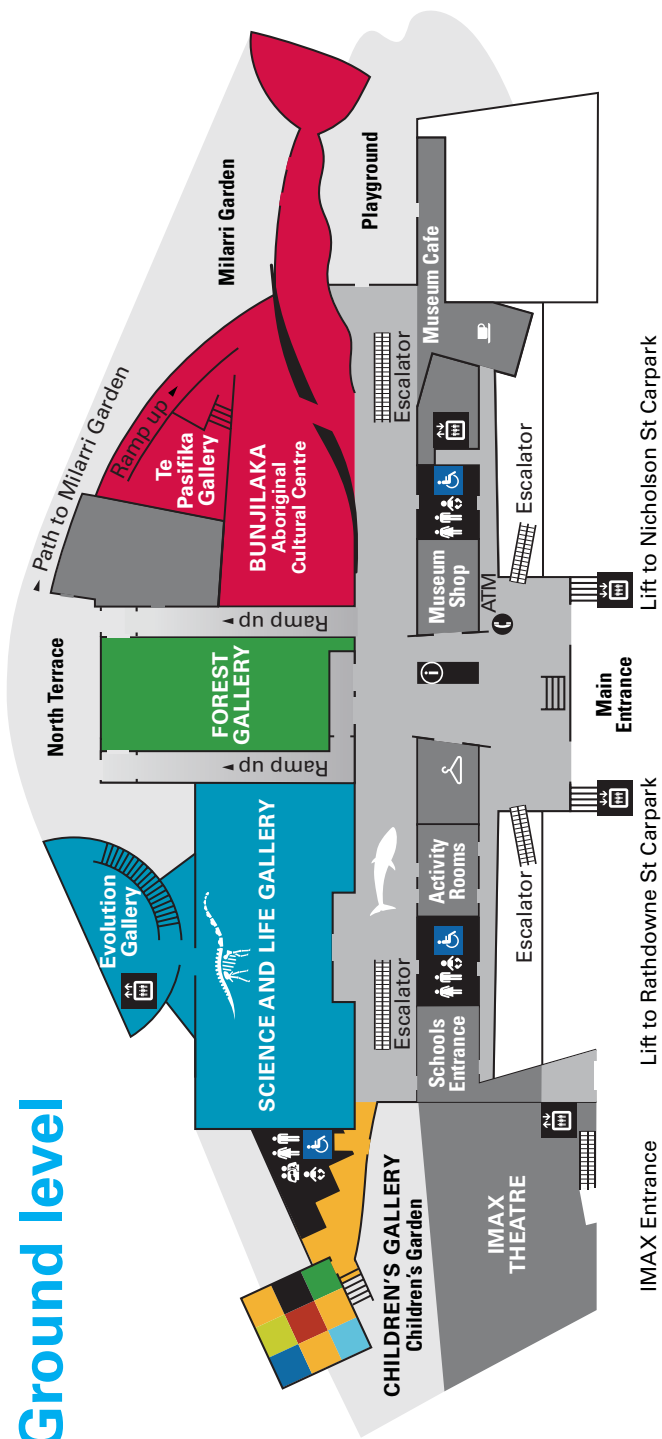 Ground level
North Terrace
Path to Milarri Garden
Milarri Garden
Playground
Evolution
Gallery
Ramp up
Te
Pasifika
Gallery
SCIENCE AND LIFE GALLERY
Ramp up
FOREST
GALLERY
Ramp up
BUNJILAKA
Aboriginal
Cultural Centre
CHILDREN'S GALLERY
Children's Garden
Escalator
Escalator
IMAX
THEATRE
Schools
Entrance
Activity
Rooms
i
Museum
Shop
Museum Cafe
Escalator
ATM
Escalator
IMAX Entrance
Lift to Rathdowne St Carpark
Main
Entrance
Lift to Nicholson St Carpark